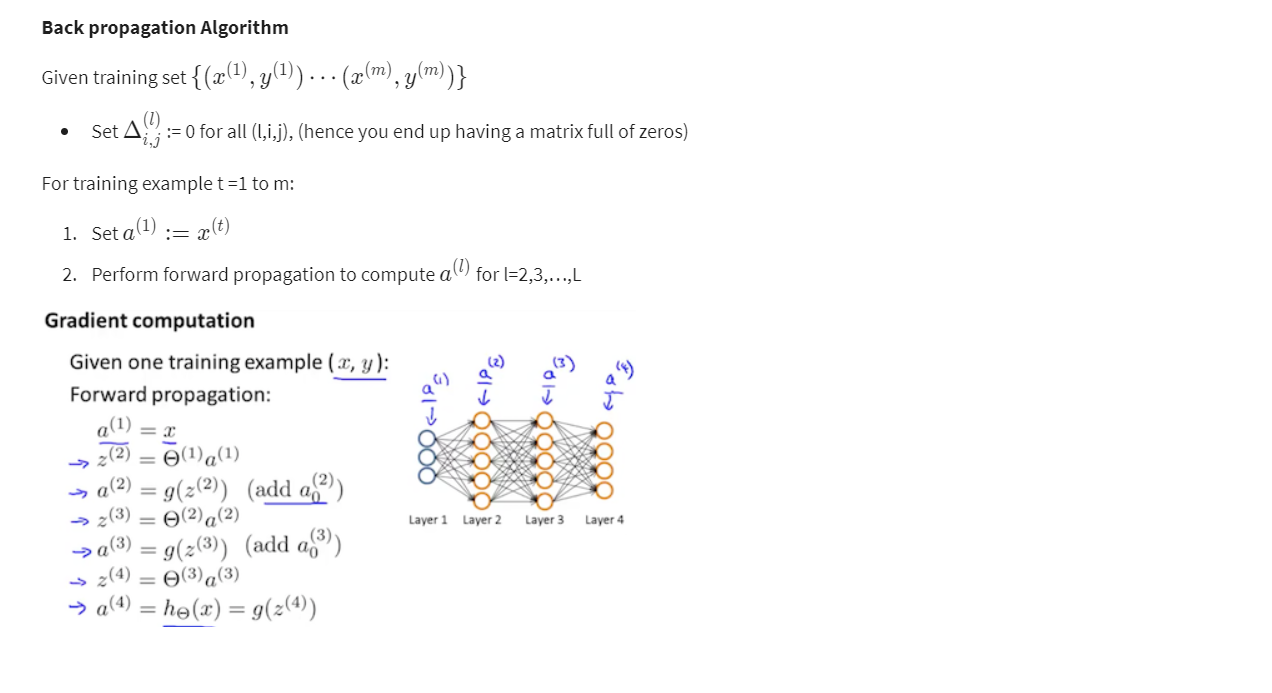 Back propagation Algorithm
Given training set {(x^(1), y^(1)) ⋯ (x^(m), y^(m))}
• Set Δ_{i,j}^(l) := 0 for all (l,i,j), (hence you end up having a matrix full of zeros)
For training example t =1 to m:
1. Set a^(1) := x^(t)
2. Perform forward propagation to compute a^(l) for l=2,3,…,L
Gradient computation
Given one training example (x, y):
Forward propagation:
a^(1) = x
→ z^(2) = Θ^(1)a^(1)
→ a^(2) = g(z^(2)) (add a_0^(2))
→ z^(3) = Θ^(2)a^(2)
→ a^(3) = g(z^(3)) (add a_0^(3))
→ z^(4) = Θ^(3)a^(3)
→ a^(4) = h_Θ(x) = g(z^(4))
a^(1) a^(2) a^(3) a^(4)
Layer 1 Layer 2 Layer 3 Layer 4